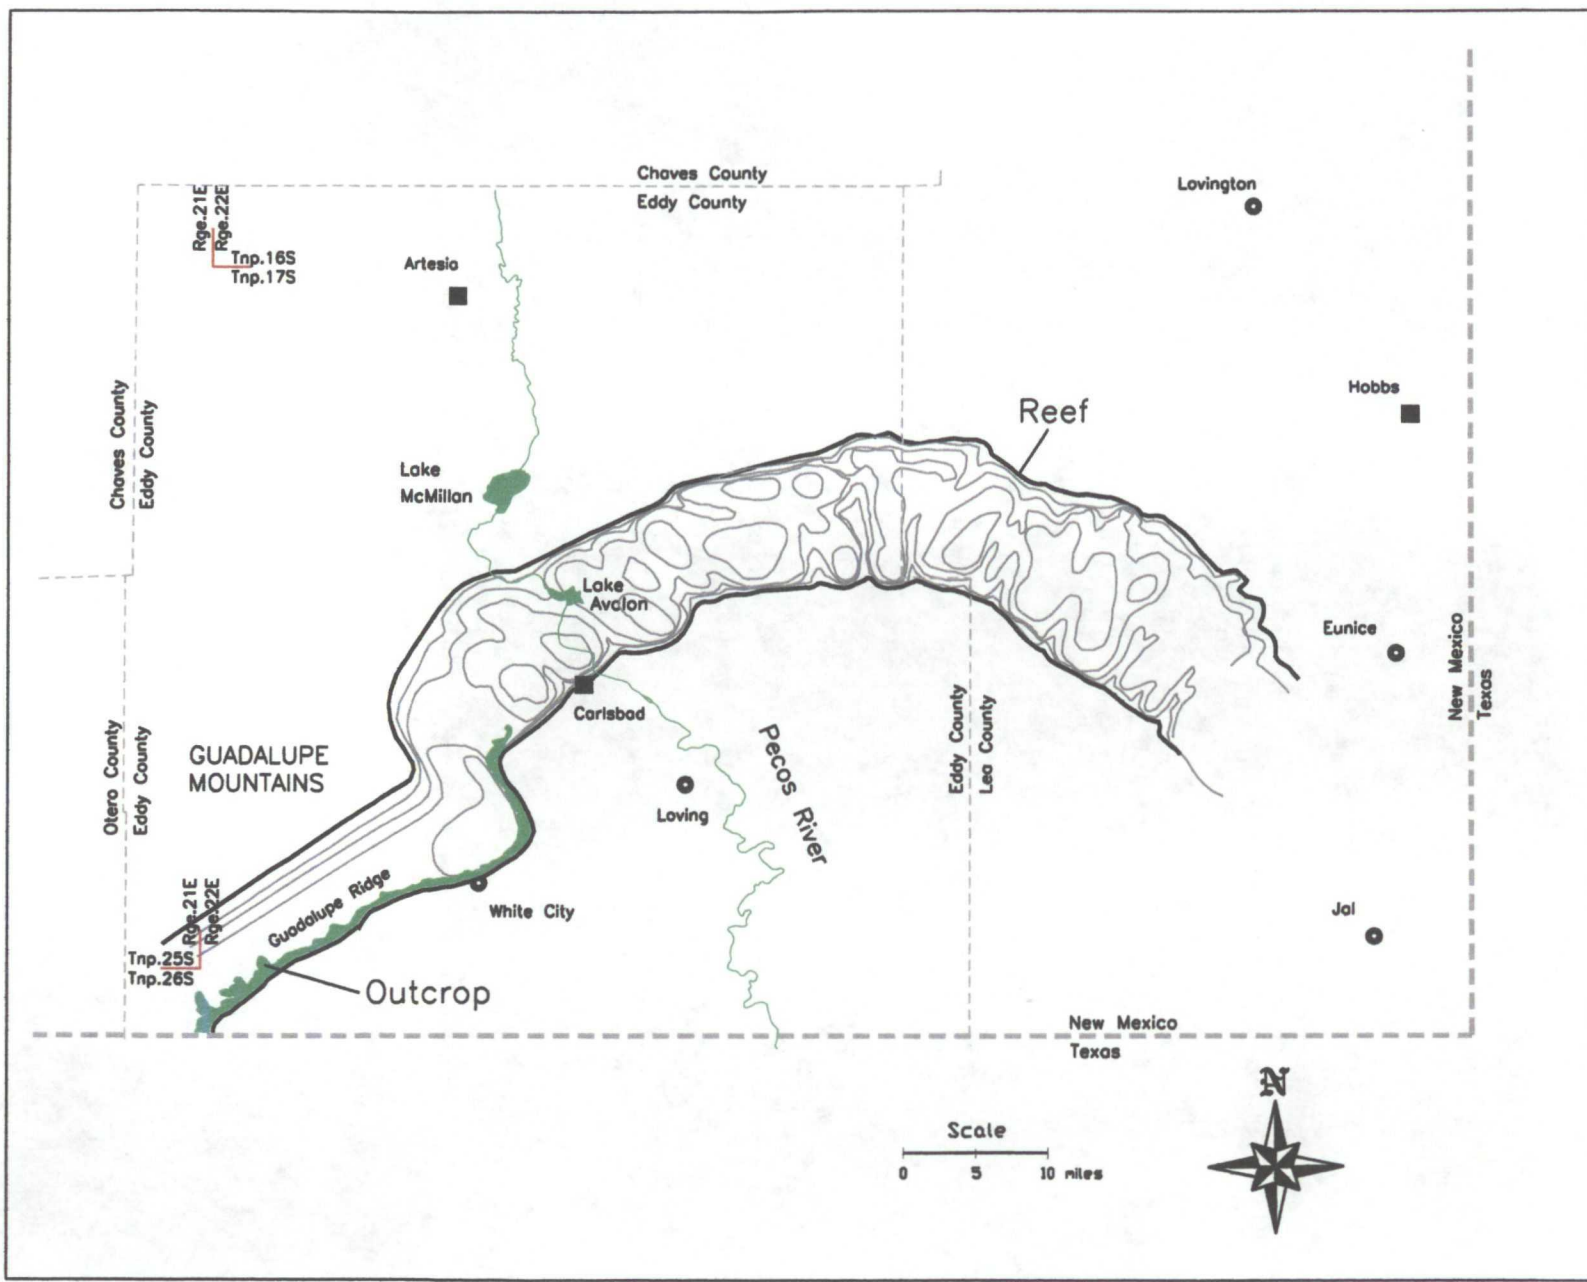 Chaves County
Eddy County
Lovington
Rge.21E
Rge.22E
Tnp.16S
Tnp.17S
Artesia
Hobbs
Reef
Chaves County
Eddy County
Lake
McMillan
Lake
Avalon
Eunice
New Mexico
Texas
Carlsbad
Eddy County
Lea County
Pecos River
Otero County
Eddy County
GUADALUPE
MOUNTAINS
Loving
Guadalupe Ridge
White City
Rge.21E
Rge.22E
Jal
Tnp.25S
Tnp.26S
Outcrop
New Mexico
Texas
N
Scale
0 5 10 miles